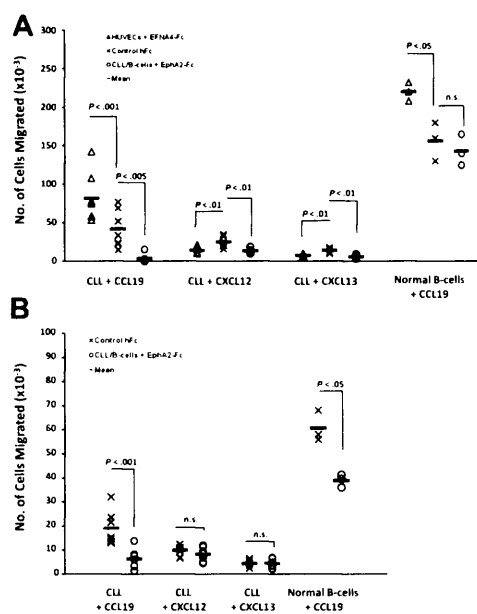 A
△HUVECs + EFNA4-Fc
×Control hFc
○CLL/B-cells + EphA2-Fc
-Mean
No. of Cells Migrated (x10⁻³)
300
250
200
150
100
50
0
P < .001
P < .005
P < .01
P < .01
P < .01
P < .01
P < .05
n.s.
CLL + CCL19
CLL + CXCL12
CLL + CXCL13
Normal B-cells
+ CCL19
B
×Control hFc
○CLL/B-cells + EphA2-Fc
-Mean
No. of Cells Migrated (x10⁻³)
100
90
80
70
60
50
40
30
20
10
0
P < .001
n.s.
n.s.
P < .05
CLL
+ CCL19
CLL
+ CXCL12
CLL
+ CXCL13
Normal B-cells
+ CCL19